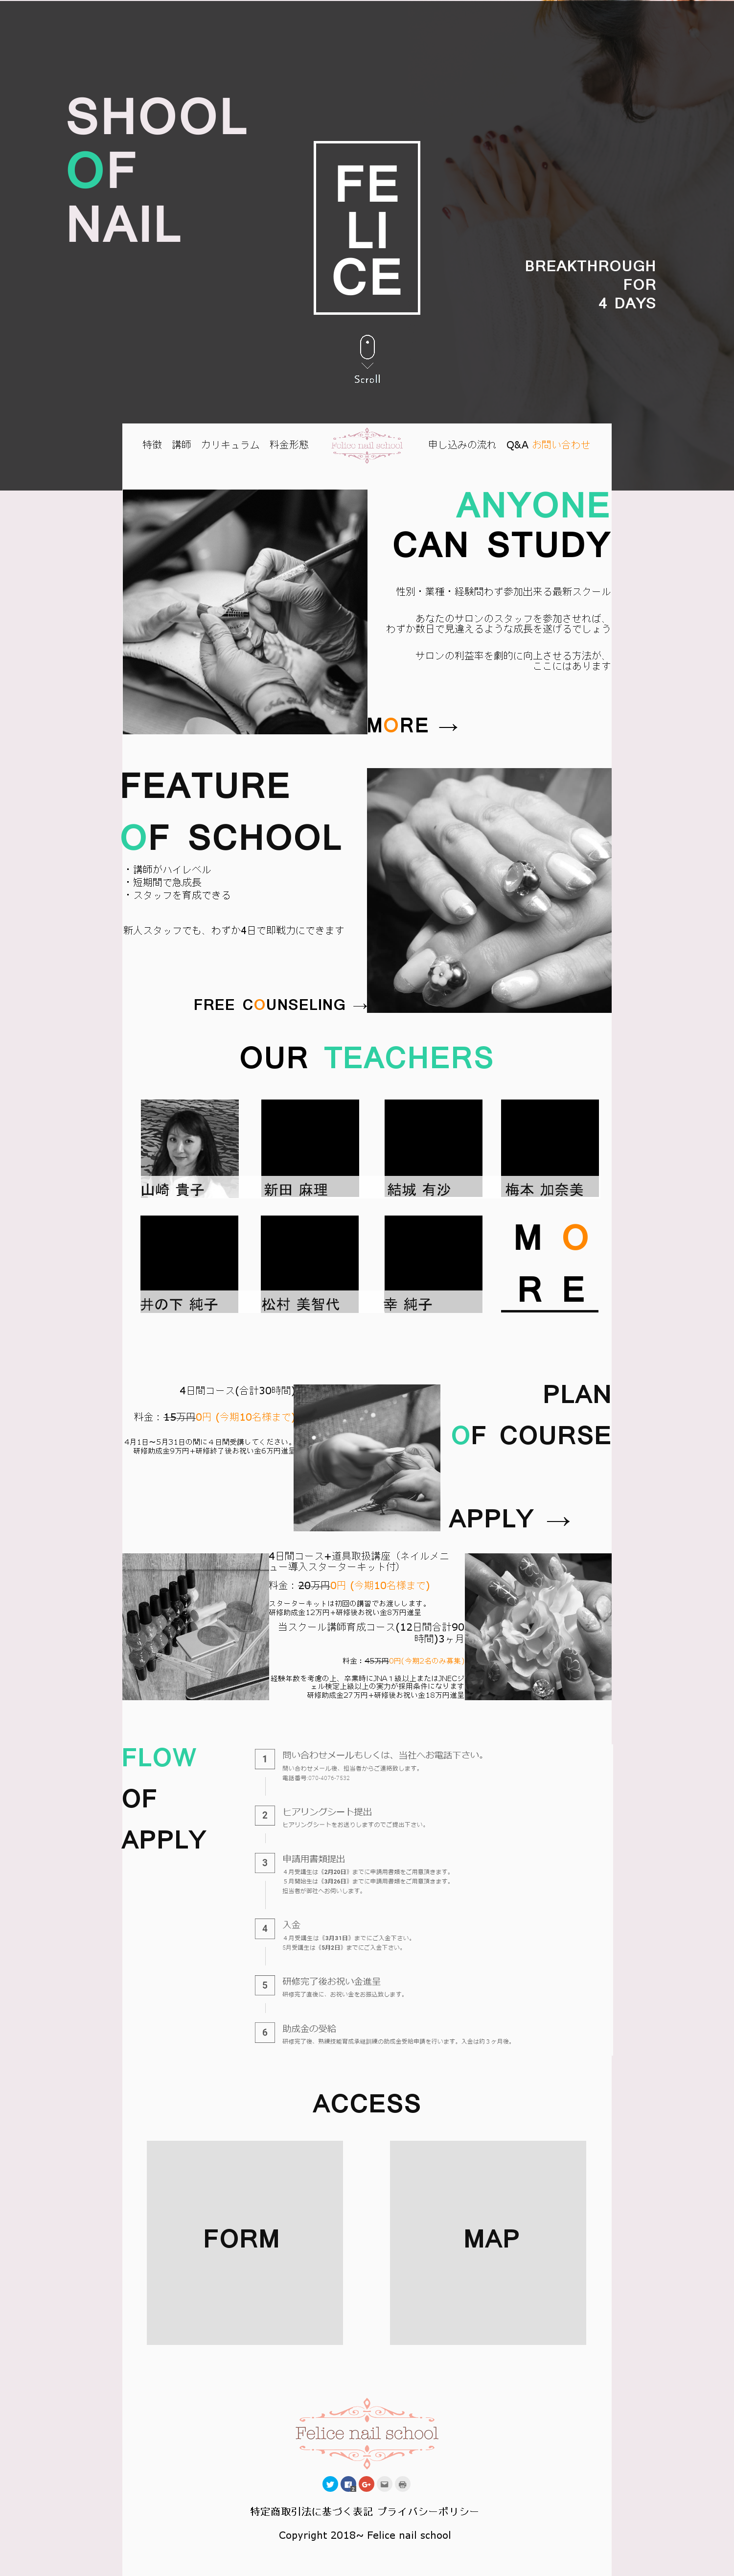 SHOOL
OF
NAIL
FE
LI
CE
BREAKTHROUGH
FOR
4 DAYS
Scroll
特徴 講師 カリキュラム 料金形態 Felice nail school 申し込みの流れ Q&A お問い合わせ
ANYONE
CAN STUDY
性別・業種・経験問わず参加出来る最新スクール
あなたのサロンのスタッフを参加させれば、
わずか数日で見違えるような成長を遂げるでしょう
サロンの利益率を劇的に向上させる方法が、
ここにはあります
MORE →
FEATURE
OF SCHOOL
・講師がハイレベル
・短期間で急成長
・スタッフを育成できる
新人スタッフでも、わずか4日で即戦力にできます
FREE COUNSELING →
OUR TEACHERS
山崎 貴子
新田 麻理
結城 有沙
梅本 加奈美
井の下 純子
松村 美智代
幸 純子
M O
R E
4日間コース(合計30時間)
料金：15万円0円 (今期10名様まで)
4月1日〜5月31日の間に４日間受講してください。
研修助成金9万円+研修終了後お祝い金6万円進呈
PLAN
OF COURSE
APPLY →
4日間コース+道具取扱講座（ネイルメニ
ュー導入スターターキット付）
料金：20万円0円 (今期10名様まで)
スターターキットは初回の講習でお渡しします。
研修助成金12万円+研修後お祝い金8万円進呈
当スクール講師育成コース(12日間合計90
時間)3ヶ月
料金：45万円0円(今期2名のみ募集)
経験年数を考慮の上、卒業時にJNA１級以上またはJNECジ
ェル検定上級以上の実力が採用条件になります
研修助成金27万円+研修後お祝い金18万円進呈
FLOW
OF
APPLY
1 問い合わせメールもしくは、当社へお電話下さい。
問い合わせメール後、担当者からご連絡致します。
電話番号:070-4076-7532
2 ヒアリングシート提出
ヒアリングシートをお送りしますのでご提出下さい。
3 申請用書類提出
４月受講生は《2月20日》までに申請用書類をご用意頂きます。
５月開始生は《3月26日》までに申請用書類をご用意頂きます。
担当者が御社へお伺いします。
4 入金
４月受講生は《3月31日》までにご入金下さい。
5月受講生は《5月2日》までにご入金下さい。
5 研修完了後お祝い金進呈
研修完了直後に、お祝い金をお振込致します。
6 助成金の受給
研修完了後、熟練技能育成承継訓練の助成金受給申請を行います。入金は約３ヶ月後。
ACCESS
FORM
MAP
Felice nail school
特定商取引法に基づく表記 プライバシーポリシー
Copyright 2018~ Felice nail school